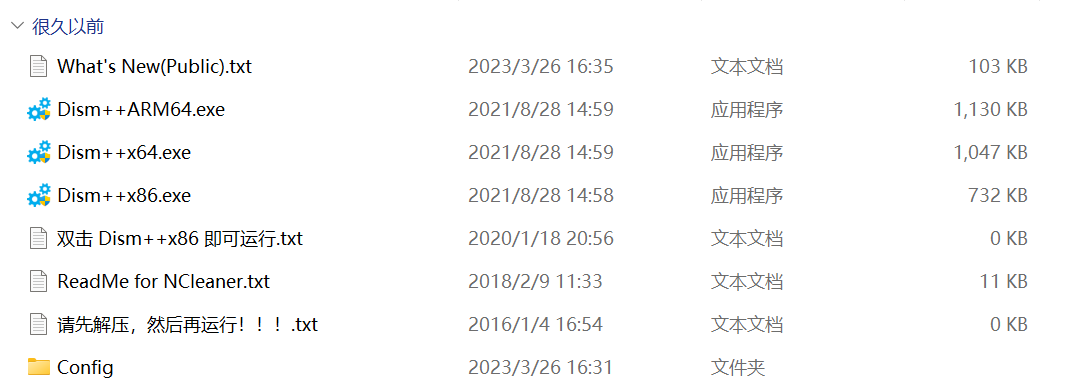 很久以前
What's New(Public).txt 2023/3/26 16:35 文本文档 103 KB
Dism++ARM64.exe 2021/8/28 14:59 应用程序 1,130 KB
Dism++x64.exe 2021/8/28 14:59 应用程序 1,047 KB
Dism++x86.exe 2021/8/28 14:58 应用程序 732 KB
双击 Dism++x86 即可运行.txt 2020/1/18 20:56 文本文档 0 KB
ReadMe for NCleaner.txt 2018/2/9 11:33 文本文档 11 KB
请先解压，然后再运行！！！.txt 2016/1/4 16:54 文本文档 0 KB
Config 2023/3/26 16:31 文件夹